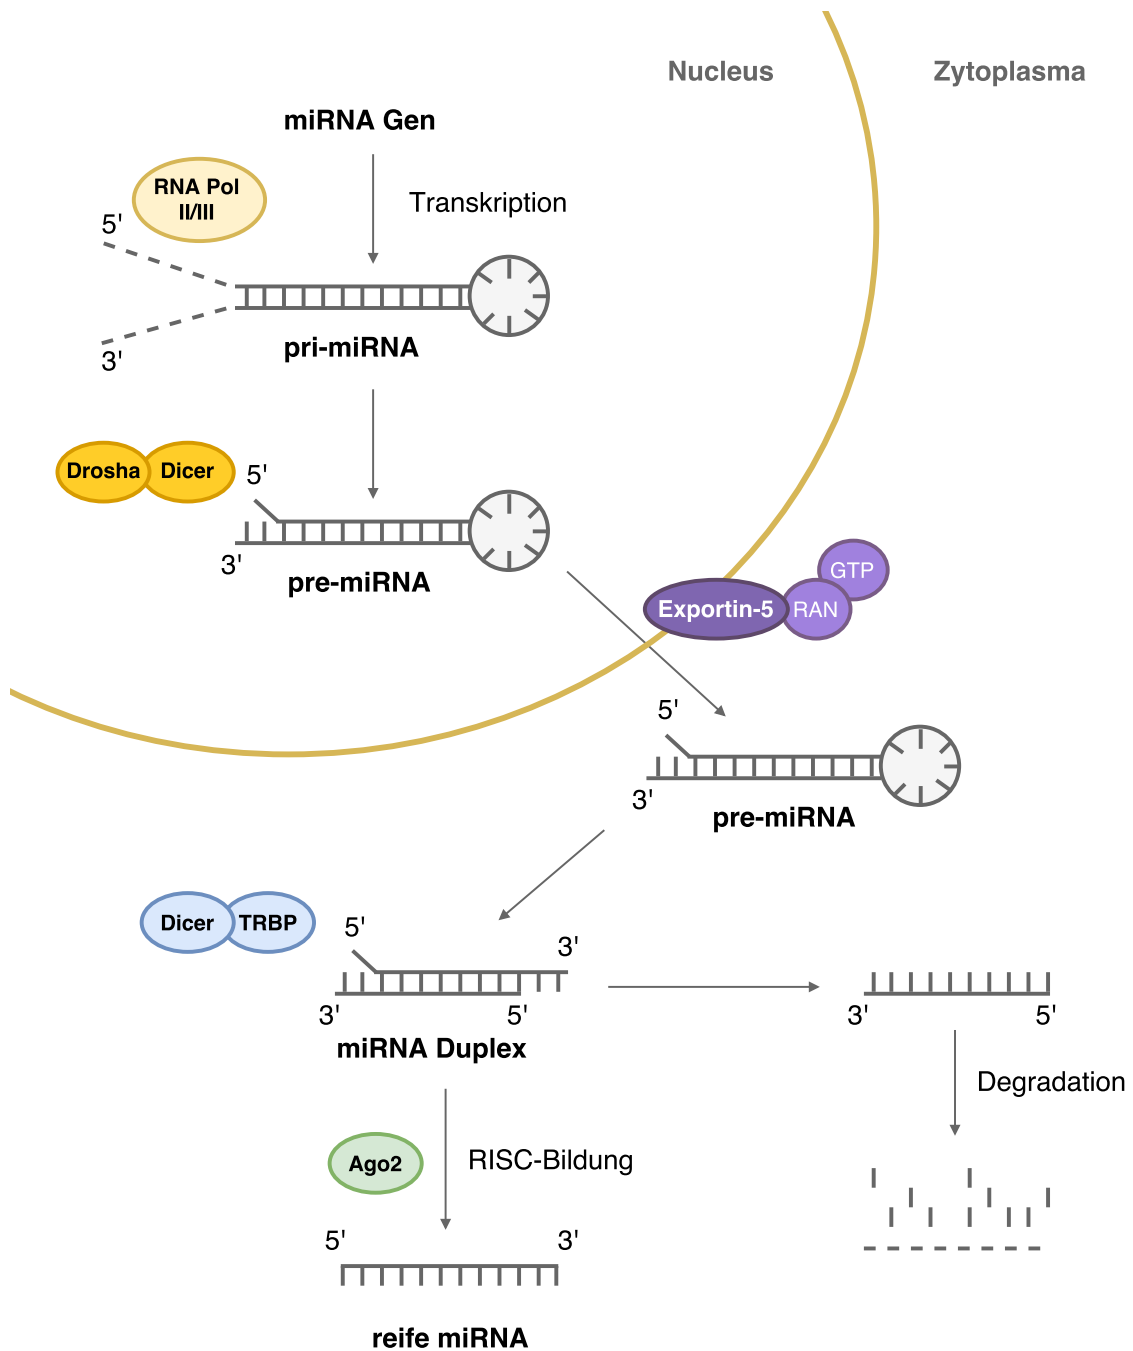 Nucleus
Zytoplasma
miRNA Gen
RNA Pol
II/III
Transkription
5'
3'
pri-miRNA
Drosha
Dicer
5'
3'
pre-miRNA
Exportin-5
RAN
GTP
5'
3'
pre-miRNA
Dicer
TRBP
5'
3'
3'
5'
miRNA Duplex
3'
5'
Degradation
Ago2
RISC-Bildung
5'
3'
reife miRNA